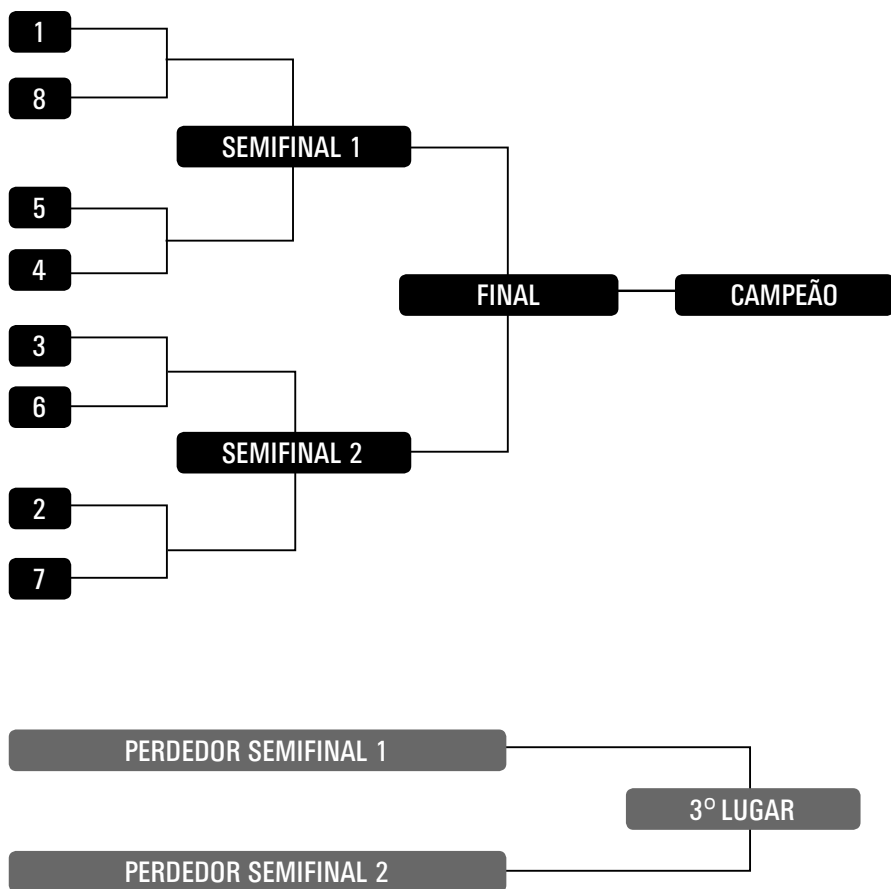 1
8
SEMIFINAL 1
5
4
FINAL
CAMPEÃO
3
6
SEMIFINAL 2
2
7
PERDEDOR SEMIFINAL 1
3º LUGAR
PERDEDOR SEMIFINAL 2